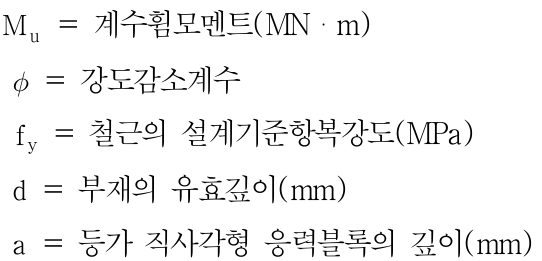 M_u = 계수휨모멘트(MN·m)
ϕ = 강도감소계수
f_y = 철근의 설계기준항복강도(MPa)
d = 부재의 유효깊이(mm)
a = 등가 직사각형 응력블록의 깊이(mm)